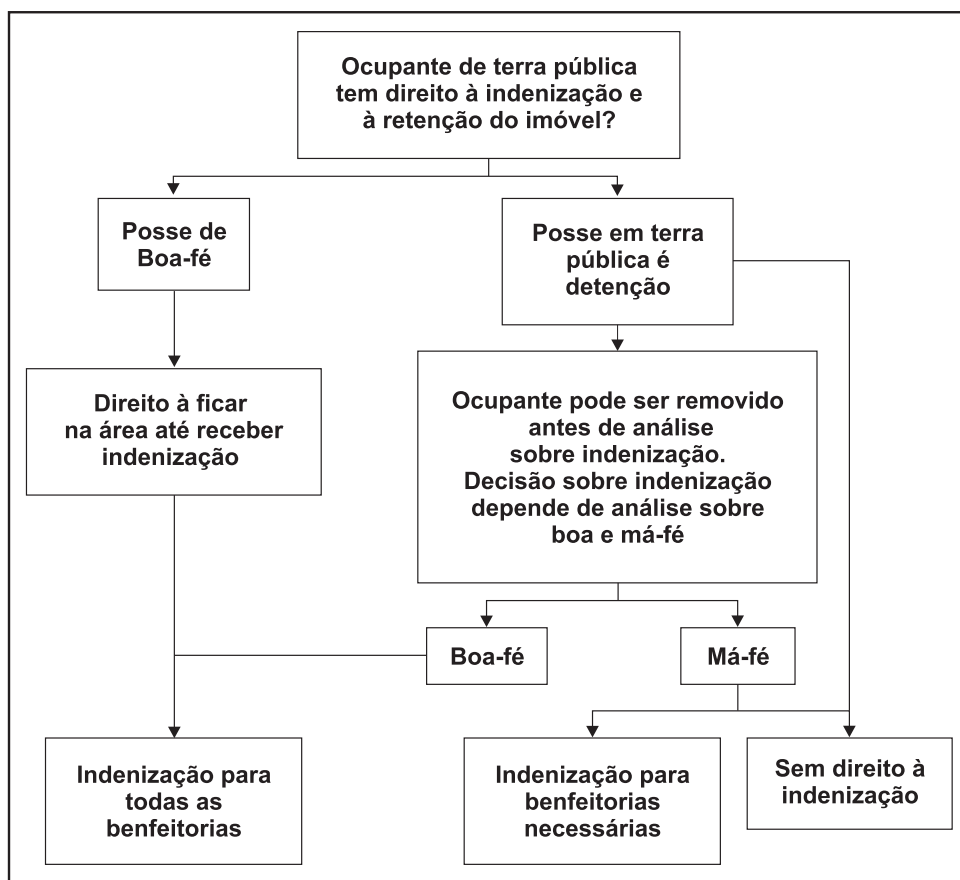 Ocupante de terra pública
tem direito à indenização e
à retenção do imóvel?
Posse de
Boa-fé
Posse em terra
pública é
detenção
Direito à ficar
na área até receber
indenização
Ocupante pode ser removido
antes de análise
sobre indenização.
Decisão sobre indenização
depende de análise sobre
boa e má-fé
Boa-fé
Má-fé
Indenização para
todas as
benfeitorias
Indenização para
benfeitorias
necessárias
Sem direito à
indenização